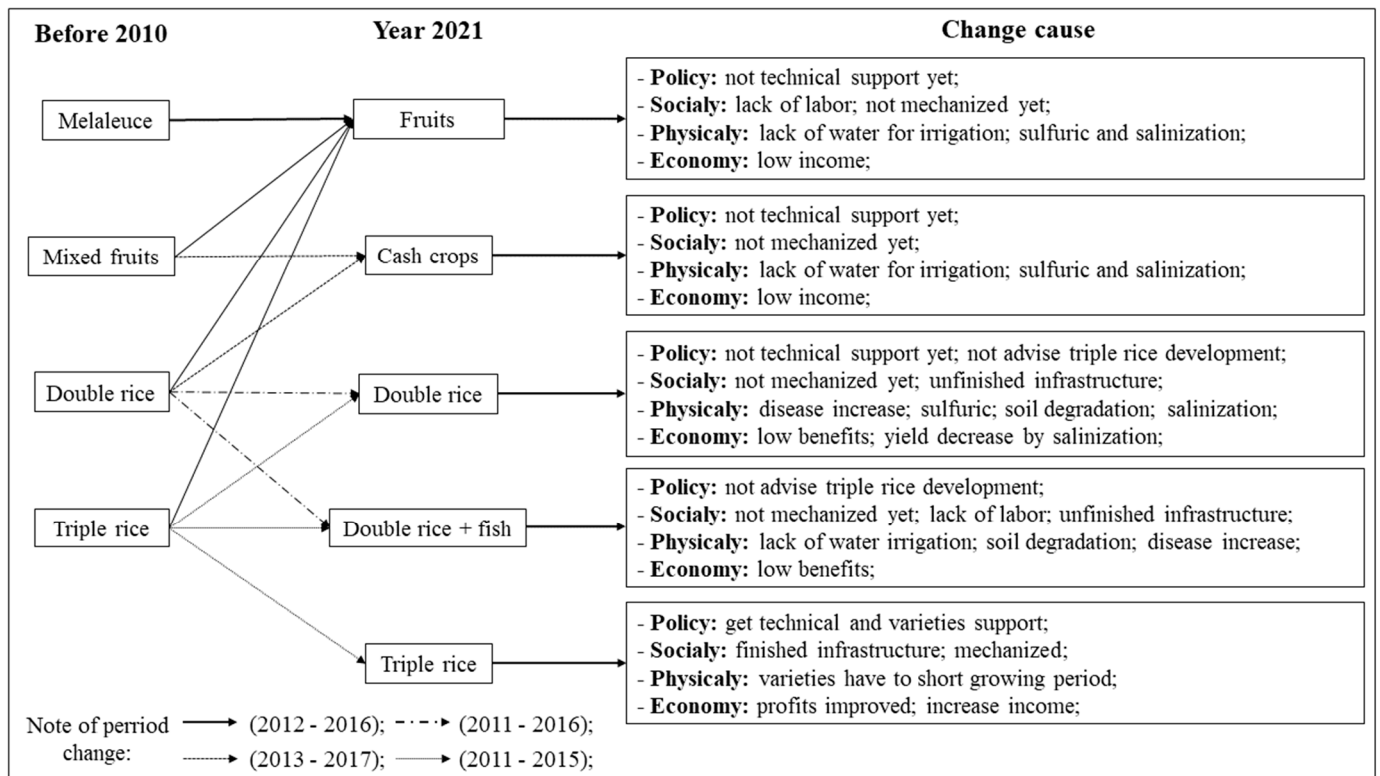 Before 2010
Year 2021
Change cause
Melaleuce
Fruits
- Policy: not technical support yet;
- Socialy: lack of labor; not mechanized yet;
- Physicaly: lack of water for irrigation; sulfuric and salinization;
- Economy: low income;
Mixed fruits
Cash crops
- Policy: not technical support yet;
- Socialy: not mechanized yet;
- Physicaly: lack of water for irrigation; sulfuric and salinization;
- Economy: low income;
Double rice
Double rice
- Policy: not technical support yet; not advise triple rice development;
- Socialy: not mechanized yet; unfinished infrastructure;
- Physicaly: disease increase; sulfuric; soil degradation; salinization;
- Economy: low benefits; yield decrease by salinization;
Triple rice
Double rice + fish
- Policy: not advise triple rice development;
- Socialy: not mechanized yet; lack of labor; unfinished infrastructure;
- Physicaly: lack of water irrigation; soil degradation; disease increase;
- Economy: low benefits;
Triple rice
- Policy: get technical and varieties support;
- Socialy: finished infrastructure; mechanized;
- Physicaly: varieties have to short growing period;
- Economy: profits improved; increase income;
Note of perriod
change:
(2012 - 2016);
(2011 - 2016);
(2013 - 2017);
(2011 - 2015);